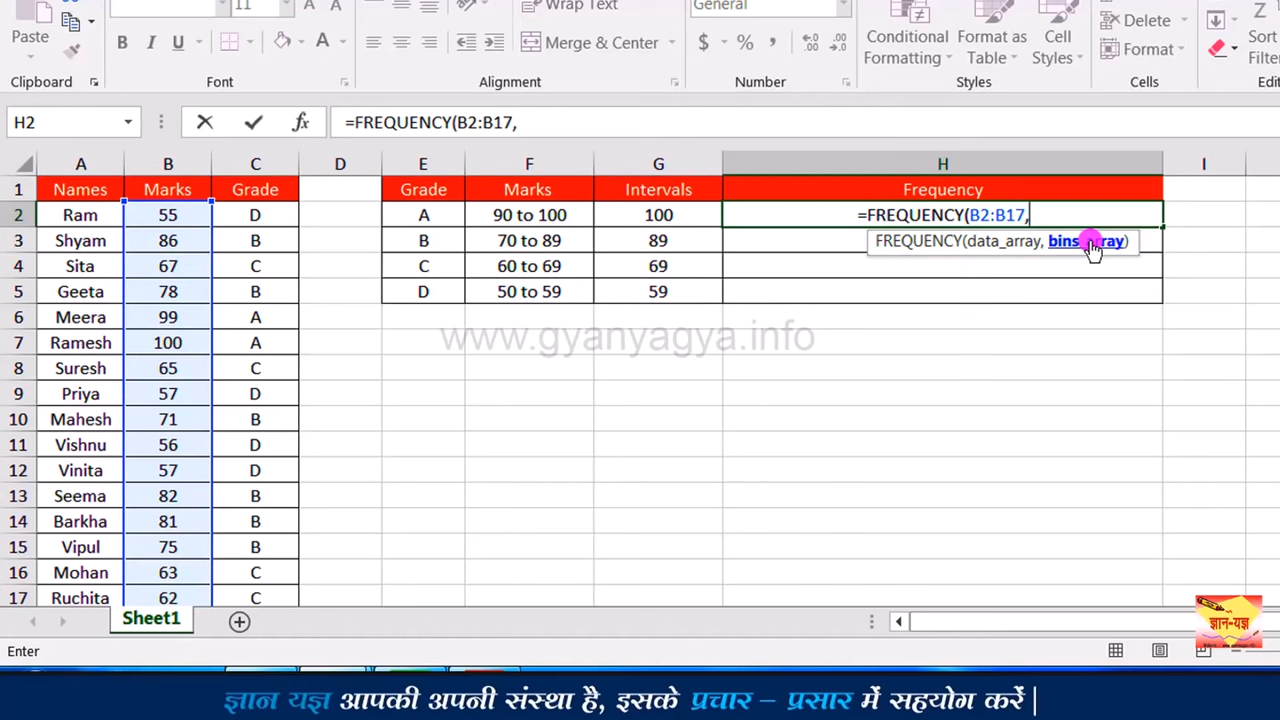 11
Wrap Text
General
Delete
Paste
B I U
A
Merge & Center
$ % ,
Conditional Formatting
Format as Table
Cell Styles
Format
Sort
Clipboard
Font
Alignment
Number
Styles
Cells
H2
fx
=FREQUENCY(B2:B17,
A B C D E F G H I
1 Names Marks Grade Grade Marks Intervals Frequency
2 Ram 55 D A 90 to 100 100 =FREQUENCY(B2:B17,
3 Shyam 86 B B 70 to 89 89 FREQUENCY(data_array, bins_array)
4 Sita 67 C C 60 to 69 69
5 Geeta 78 B D 50 to 59 59
6 Meera 99 A
www.gyanyagya.info
7 Ramesh 100 A
8 Suresh 65 C
9 Priya 57 D
10 Mahesh 71 B
11 Vishnu 56 D
12 Vinita 57 D
13 Seema 82 B
14 Barkha 81 B
15 Vipul 75 B
16 Mohan 63 C
17 Ruchita 62 C
Sheet1
ज्ञान-यज्ञ
Enter
ज्ञान यज्ञ आपकी अपनी संस्था है, इसके प्रचार – प्रसार में सहयोग करें |